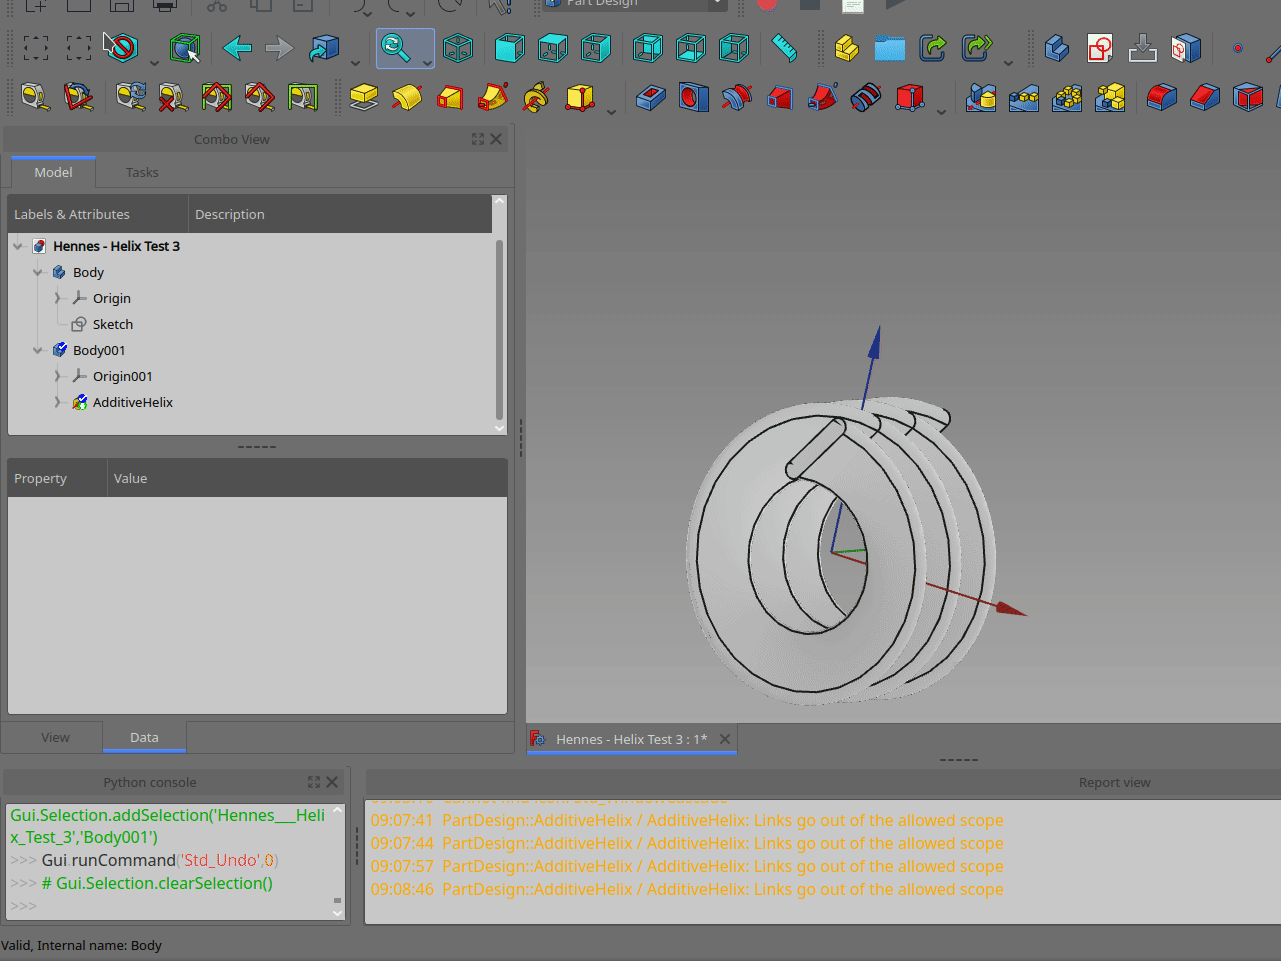 Part Design
Combo View
Model
Tasks
Labels & Attributes
Description
Hennes - Helix Test 3
Body
Origin
Sketch
Body001
Origin001
AdditiveHelix
Property
Value
View
Data
Hennes - Helix Test 3 : 1*
Python console
Report view
Gui.Selection.addSelection('Hennes___Heli
x_Test_3','Body001')
>>> Gui.runCommand('Std_Undo',0)
>>> # Gui.Selection.clearSelection()
>>>
09:07:41 PartDesign::AdditiveHelix / AdditiveHelix: Links go out of the allowed scope
09:07:44 PartDesign::AdditiveHelix / AdditiveHelix: Links go out of the allowed scope
09:07:57 PartDesign::AdditiveHelix / AdditiveHelix: Links go out of the allowed scope
09:08:46 PartDesign::AdditiveHelix / AdditiveHelix: Links go out of the allowed scope
Valid, Internal name: Body